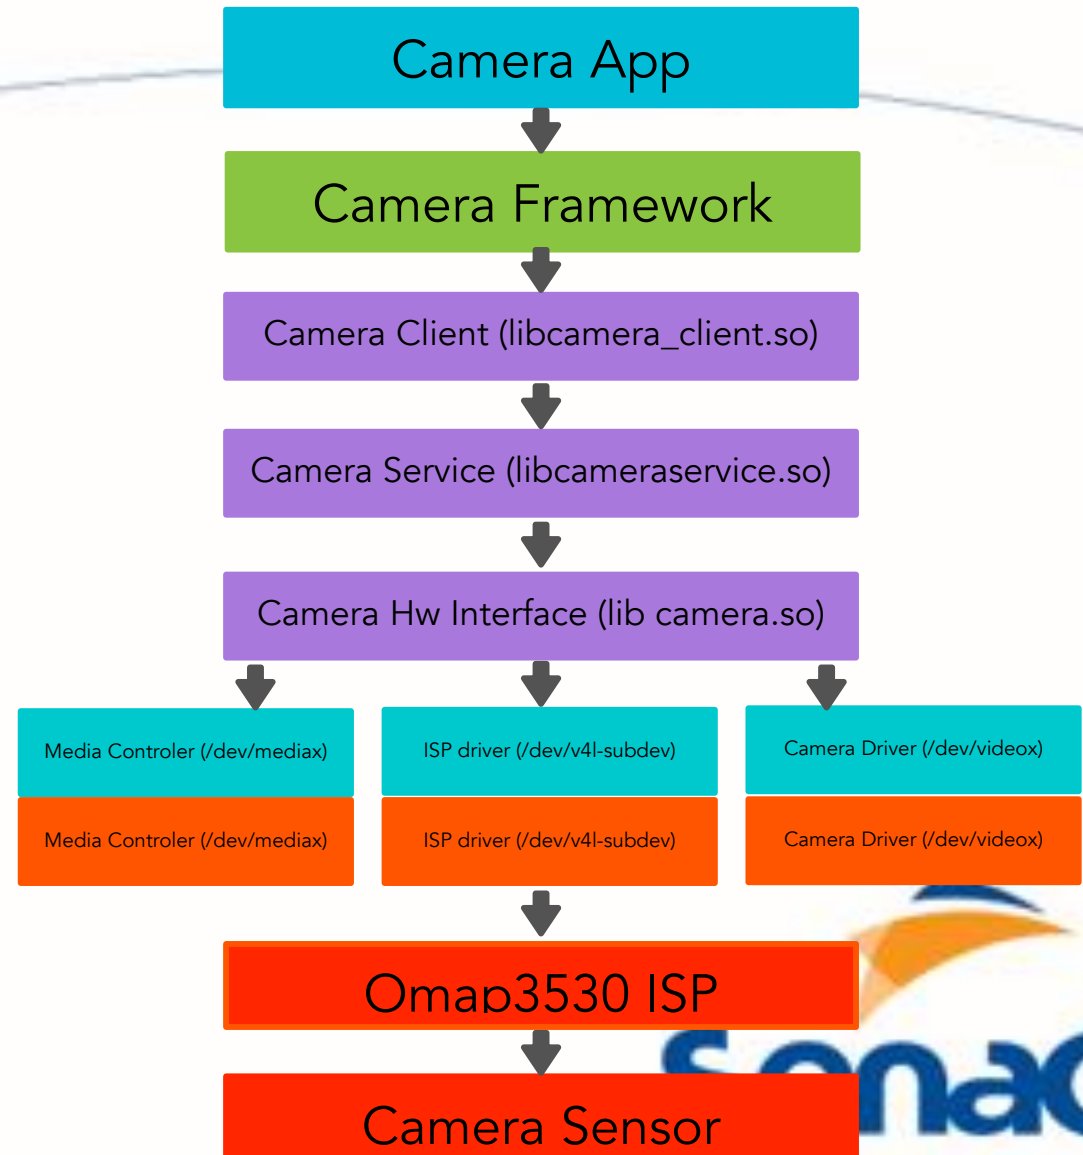 Camera App
Camera Framework
Camera Client (libcamera_client.so)
Camera Service (libcameraservice.so)
Camera Hw Interface (lib camera.so)
Media Controler (/dev/mediax)
ISP driver (/dev/v4l-subdev)
Camera Driver (/dev/videox)
Media Controler (/dev/mediax)
ISP driver (/dev/v4l-subdev)
Camera Driver (/dev/videox)
Omap3530 ISP
Camera Sensor